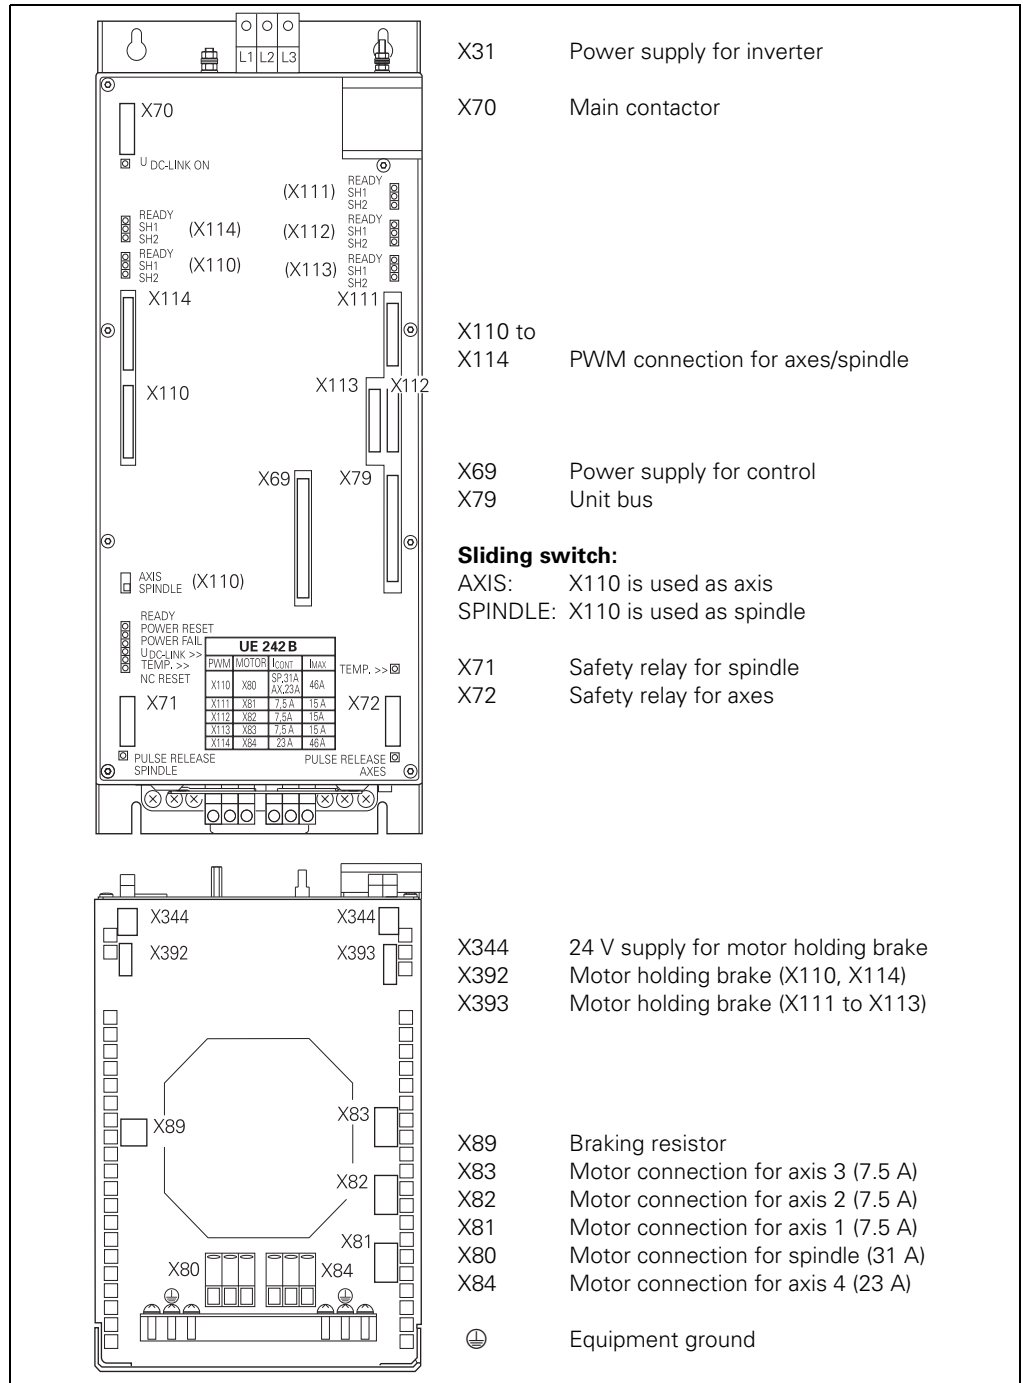 L1 L2 L3
X31 Power supply for inverter
X70 Main contactor
X70
U DC-LINK ON
(X111) READY SH1 SH2
READY SH1 SH2 (X114)
(X112) READY SH1 SH2
READY SH1 SH2 (X110)
(X113) READY SH1 SH2
X114
X111
X110 to
X114 PWM connection for axes/spindle
X113 X112
X110
X69 X79
X69 Power supply for control
X79 Unit bus
Sliding switch:
AXIS: X110 is used as axis
SPINDLE: X110 is used as spindle
AXIS
SPINDLE (X110)
READY
POWER RESET
POWER FAIL
UDC-LINK >>
TEMP. >>
NC RESET
UE 242 B
PWM MOTOR ICONT IMAX
X110 X80 SP.31A AX.23A 46A
X111 X81 7,5 A 15 A
X112 X82 7,5A 15A
X113 X83 7,5 A 15 A
X114 X84 23 A 46 A
TEMP. >>
X71 Safety relay for spindle
X72 Safety relay for axes
X71
X72
PULSE RELEASE
SPINDLE
PULSE RELEASE
AXES
X344 X344
X392 X393
X344 24 V supply for motor holding brake
X392 Motor holding brake (X110, X114)
X393 Motor holding brake (X111 to X113)
X83
X89
X82
X81
X80 X84
X89 Braking resistor
X83 Motor connection for axis 3 (7.5 A)
X82 Motor connection for axis 2 (7.5 A)
X81 Motor connection for axis 1 (7.5 A)
X80 Motor connection for spindle (31 A)
X84 Motor connection for axis 4 (23 A)
Equipment ground